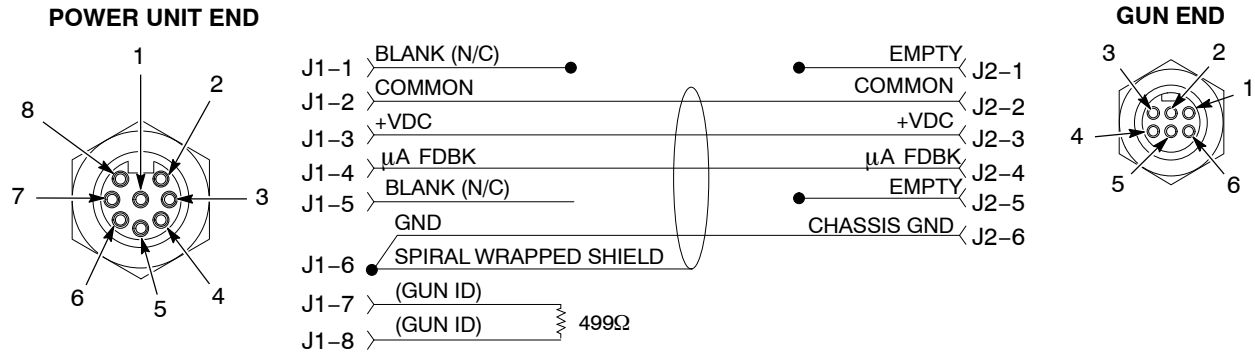 POWER UNIT END
GUN END
1
2
8
7
3
6
5
4
J1−1 BLANK (N/C) EMPTY J2−1
J1−2 COMMON COMMON J2−2
J1−3 +VDC +VDC J2−3
J1−4 μA FDBK μA FDBK J2−4
J1−5 BLANK (N/C) EMPTY J2−5
GND CHASSIS GND J2−6
J1−6 SPIRAL WRAPPED SHIELD
J1−7 (GUN ID)
499Ω
J1−8 (GUN ID)
3
2
1
4
5
6